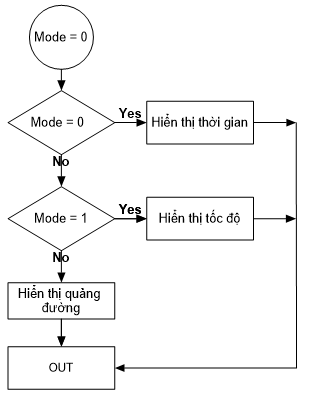 Mode = 0
Mode = 0
Yes
Hiển thị thời gian
No
Mode = 1
Yes
Hiển thị tốc độ
No
Hiển thị quảng
đường
OUT